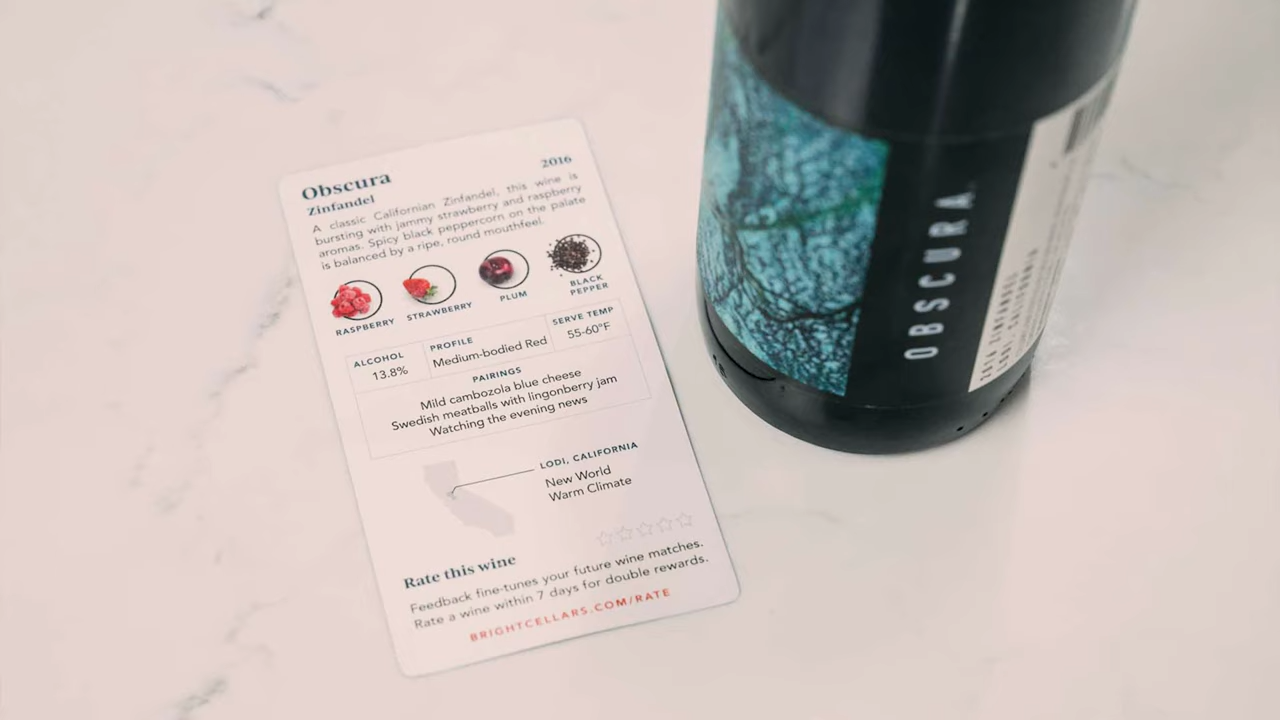 2016
Obscura
Zinfandel
A classic Californian Zinfandel, this wine is
bursting with jammy strawberry and raspberry
aromas. Spicy black peppercorn on the palate
is balanced by a ripe, round mouthfeel.
RASPBERRY
STRAWBERRY
PLUM
BLACK
PEPPER
ALCOHOL
13.8%
PROFILE
Medium-bodied Red
SERVE TEMP
55-60°F
PAIRINGS
Mild cambozola blue cheese
Swedish meatballs with lingonberry jam
Watching the evening news
LODI, CALIFORNIA
New World
Warm Climate
Rate this wine
Feedback fine-tunes your future wine matches.
Rate a wine within 7 days for double rewards.
BRIGHTCELLARS.COM/RATE
OBSCURA
2016 ZINFANDEL
LODI, CALIFORNIA